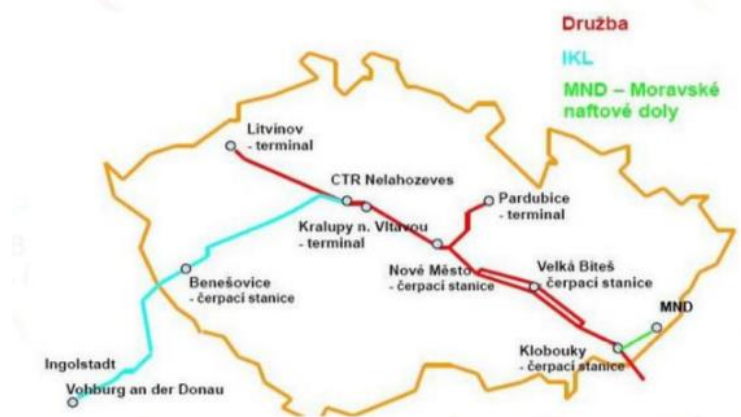 Družba
IKL
MND – Moravské
naftové doly
Litvínov
- terminal
CTR Nelahozeves
Pardubice
- terminal
Kralupy n. Vltavou
- terminal
Nové Město
- čerpací stanice
Velká Bíteš
- čerpací stanice
Benešovice
- čerpací stanice
MND
Klobouky
- čerpací stanice
Ingolstadt
Vohburg an der Donau